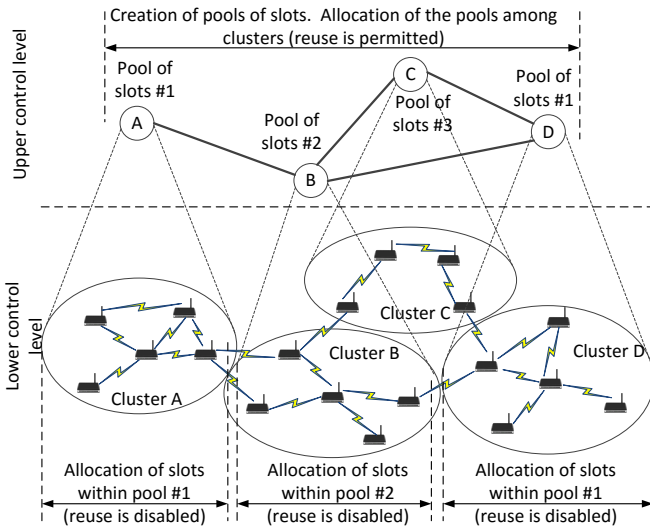 Creation of pools of slots.  Allocation of the pools among
clusters (reuse is permitted)
Upper control level
Pool of
slots #1
A
Pool of
slots #2
B
C
Pool of
slots #3
Pool of
slots #1
D
Lower control
level
Cluster A
Cluster B
Cluster C
Cluster D
Allocation of slots
within pool #1
(reuse is disabled)
Allocation of slots
within pool #2
(reuse is disabled)
Allocation of slots
within pool #1
(reuse is disabled)